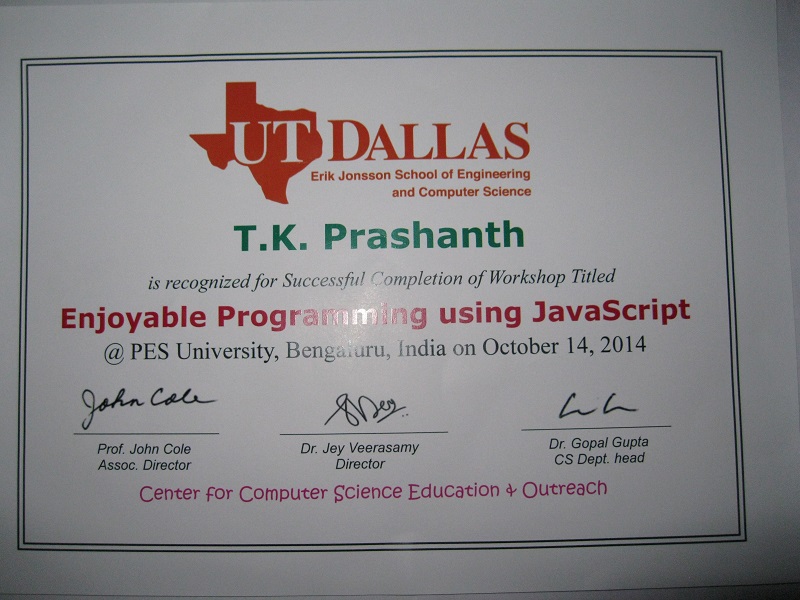 UT DALLAS
Erik Jonsson School of Engineering
and Computer Science
T.K. Prashanth
is recognized for Successful Completion of Workshop Titled
Enjoyable Programming using JavaScript
@ PES University, Bengaluru, India on October 14, 2014
John Cole
Prof. John Cole
Assoc. Director
Dr. Jey Veerasamy
Director
Dr. Gopal Gupta
CS Dept. head
Center for Computer Science Education & Outreach